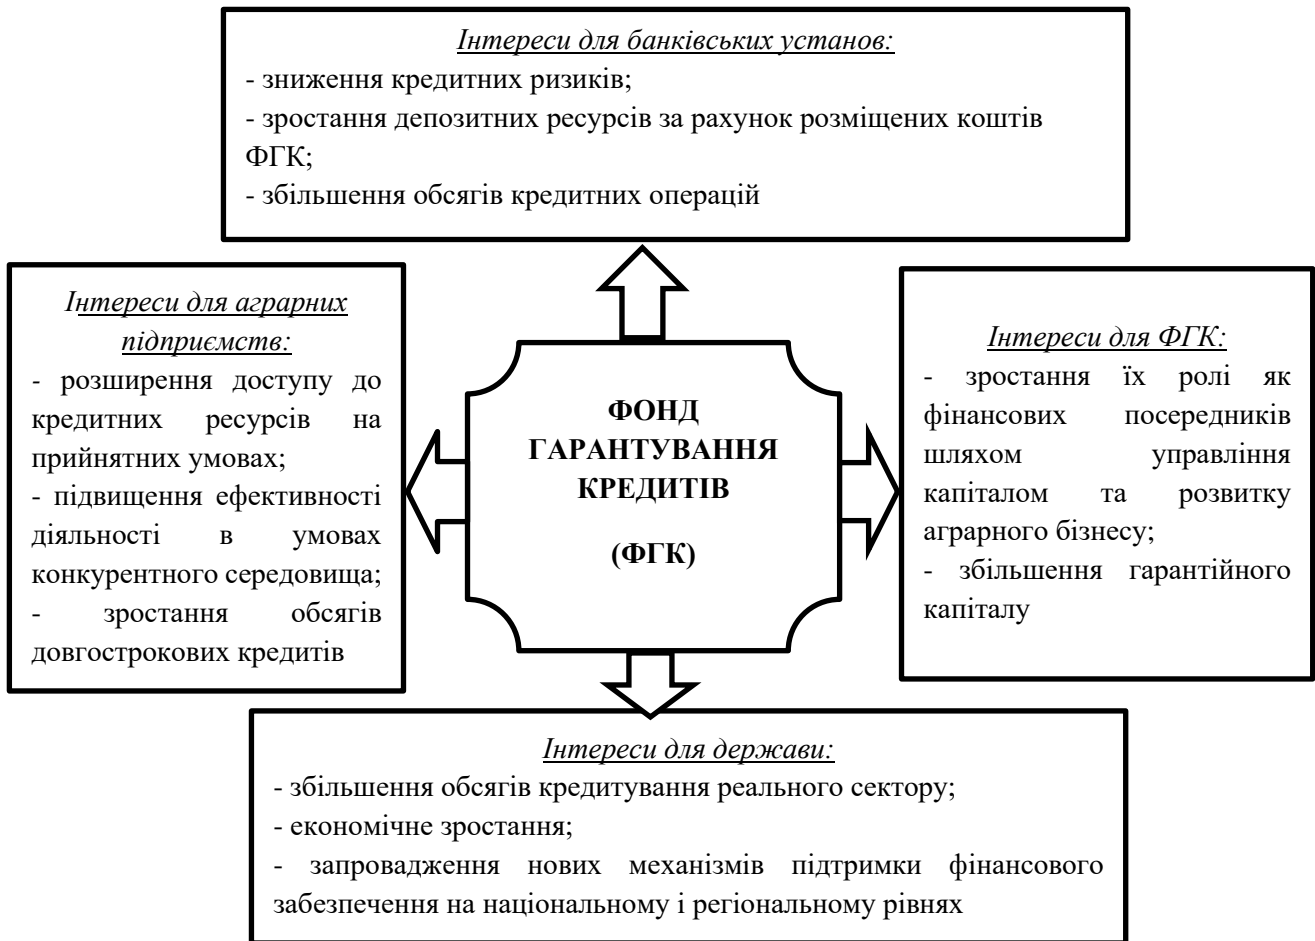 Інтереси для банківських установ:
- зниження кредитних ризиків;
- зростання депозитних ресурсів за рахунок розміщених коштів
ФГК;
- збільшення обсягів кредитних операцій
Інтереси для аграрних
підприємств:
- розширення доступу до
кредитних ресурсів на
прийнятних умовах;
- підвищення ефективності
діяльності в умовах
конкурентного середовища;
- зростання обсягів
довгострокових кредитів
ФОНД
ГАРАНТУВАННЯ
КРЕДИТІВ
(ФГК)
Інтереси для ФГК:
- зростання їх ролі як
фінансових посередників
шляхом управління
капіталом та розвитку
аграрного бізнесу;
- збільшення гарантійного
капіталу
Інтереси для держави:
- збільшення обсягів кредитування реального сектору;
- економічне зростання;
- запровадження нових механізмів підтримки фінансового
забезпечення на національному і регіональному рівнях